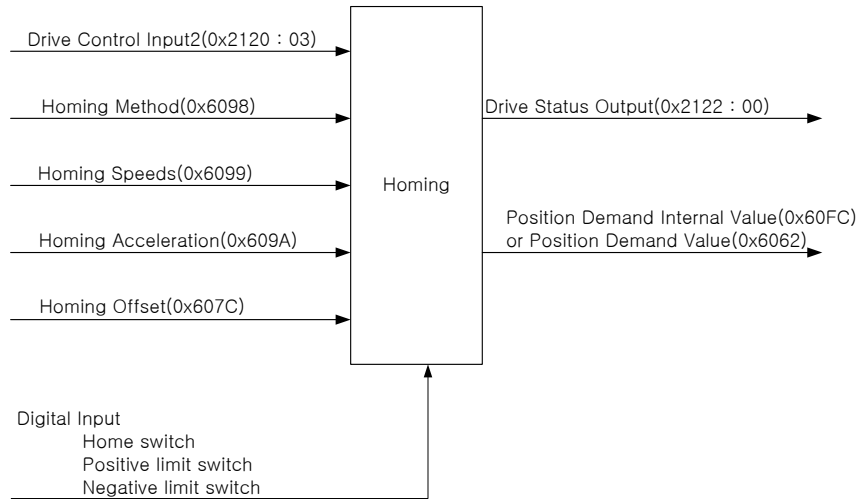 Drive Control Input2(0x2120 : 03)
Homing Method(0x6098)
Homing Speeds(0x6099)
Homing Acceleration(0x609A)
Homing Offset(0x607C)
Homing
Drive Status Output(0x2122 : 00)
Position Demand Internal Value(0x60FC)
or Position Demand Value(0x6062)
Digital Input
Home switch
Positive limit switch
Negative limit switch